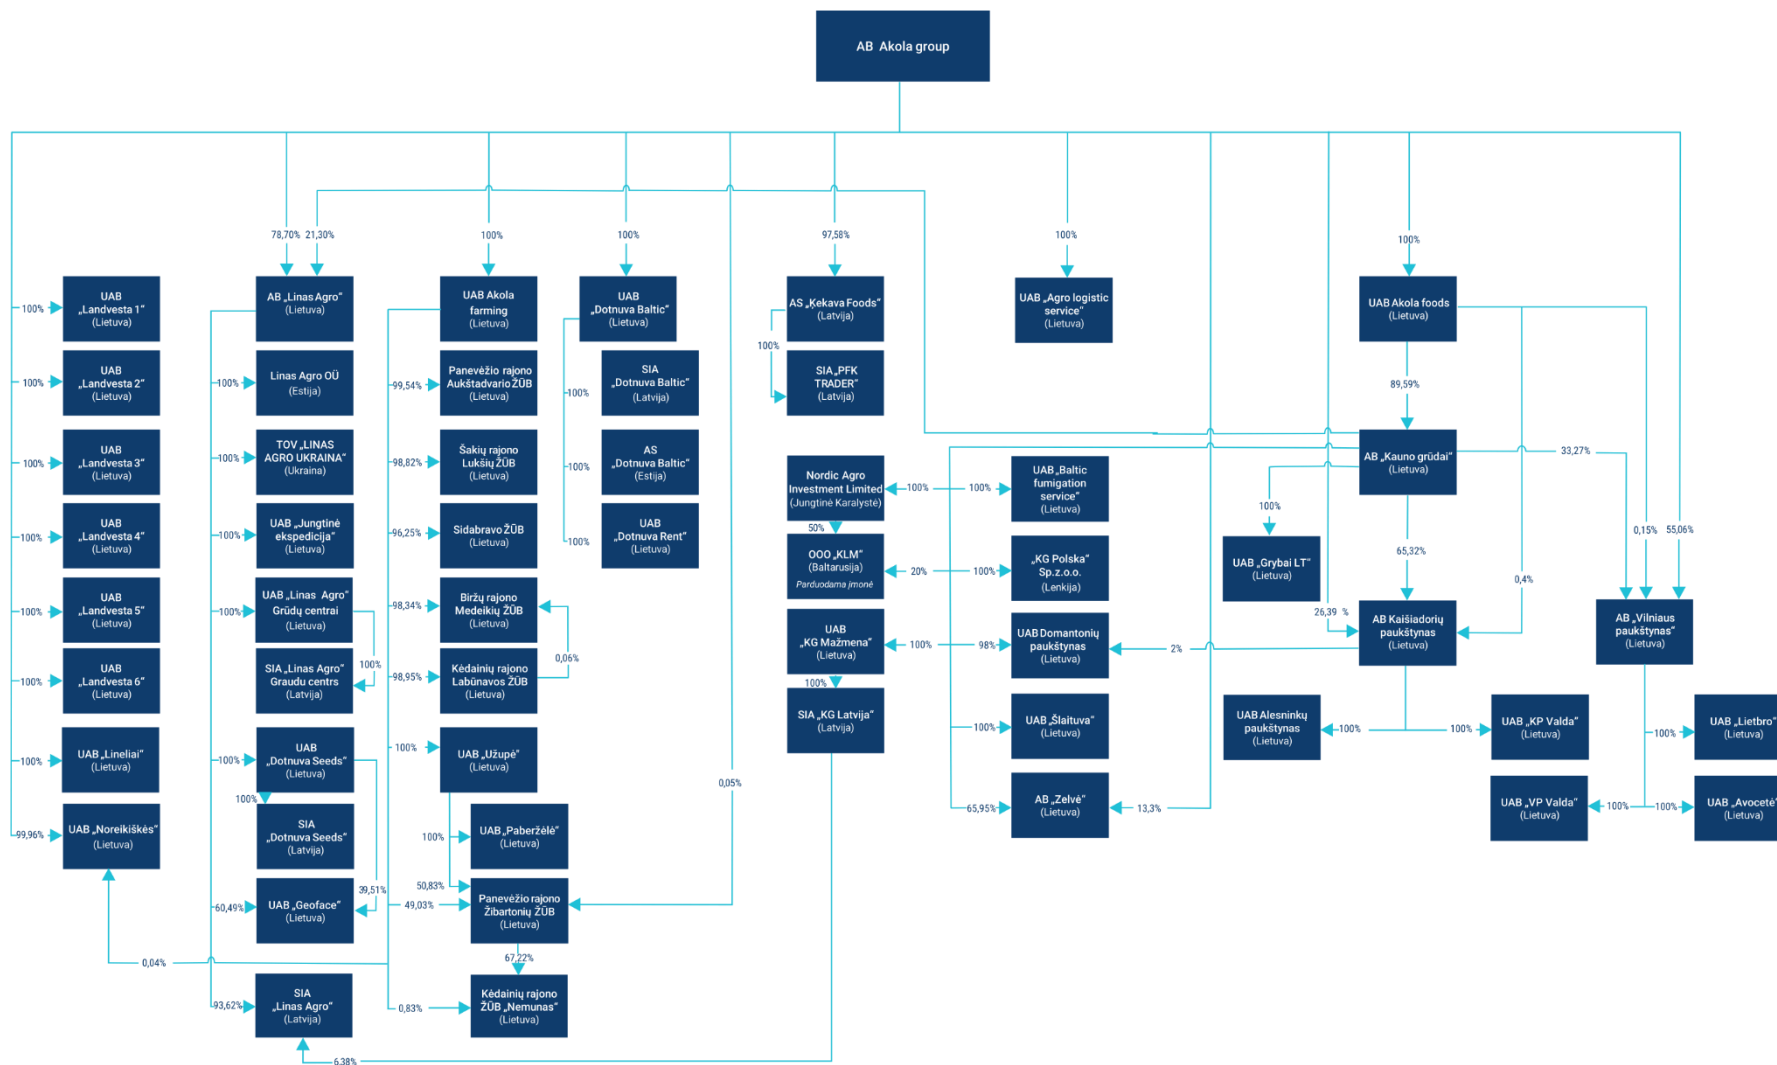 AB Akola group
78,70%
21,30%
100%
100%
97,58%
100%
100%
100%
UAB
„Landvesta 1“
(Lietuva)
AB „Linas Agro“
(Lietuva)
UAB Akola
farming
(Lietuva)
UAB
„Dotnuva Baltic“
(Lietuva)
AS „Ķekava Foods“
(Latvija)
UAB „Agro logistic
service“
(Lietuva)
UAB Akola foods
(Lietuva)
100%
UAB
„Landvesta 2“
(Lietuva)
100%
Linas Agro OÜ
(Estija)
99,54%
Panevėžio rajono
Aukštadvario ŽŪB
(Lietuva)
100%
SIA
„Dotnuva Baltic“
(Latvija)
100%
SIA „PFK
TRADER“
(Latvija)
89,59%
100%
UAB
„Landvesta 3“
(Lietuva)
100%
TOV „LINAS
AGRO UKRAINA“
(Ukraina)
98,82%
Šakių rajono
Lukšių ŽŪB
(Lietuva)
100%
AS
„Dotnuva Baltic“
(Estija)
AB „Kauno grūdai“
(Lietuva)
33,27%
Nordic Agro
Investment Limited
(Jungtinė Karalystė)
100%
100%
UAB „Baltic
fumigation
service“
(Lietuva)
100%
UAB
„Landvesta 4“
(Lietuva)
100%
UAB „Jungtinė
ekspedicija“
(Lietuva)
96,25%
Sidabravo ŽŪB
(Lietuva)
100%
UAB
„Dotnuva Rent“
(Lietuva)
50%
100%
65,32%
0,15%
55,06%
OOO „KLM“
(Baltarusija)
Parduodama įmonė
20%
100%
„KG Polska“
Sp.z.o.o.
(Lenkija)
UAB „Grybai LT“
(Lietuva)
0,4%
100%
UAB
„Landvesta 5“
(Lietuva)
100%
UAB „Linas Agro“
Grūdų centrai
(Lietuva)
98,34%
Biržų rajono
Medeikių ŽŪB
(Lietuva)
26,39 %
UAB
„KG Mažmena“
(Lietuva)
100%
98%
UAB Domantonių
paukštynas
(Lietuva)
2%
AB Kaišiadorių
paukštynas
(Lietuva)
AB „Vilniaus
paukštynas“
(Lietuva)
100%
UAB
„Landvesta 6“
(Lietuva)
100%
SIA „Linas Agro“
Graudu centrs
(Latvija)
98,95%
Kėdainių rajono
Labūnavos ŽŪB
(Lietuva)
0,06%
100%
SIA „KG Latvija“
(Latvija)
100%
UAB „Šlaituva“
(Lietuva)
UAB Alesninkų
paukštynas
(Lietuva)
100%
100%
UAB „KP Valda“
(Lietuva)
100%
UAB „Lietbro“
(Lietuva)
100%
UAB „Lineliai“
(Lietuva)
100%
UAB
„Dotnuva Seeds“
(Lietuva)
100%
UAB „Užupė“
(Lietuva)
0,05%
65,95%
AB „Zelvė“
(Lietuva)
13,3%
UAB „VP Valda“
(Lietuva)
100%
100%
UAB „Avocetė“
(Lietuva)
99,96%
UAB „Noreikiškės“
(Lietuva)
100%
SIA
„Dotnuva Seeds“
(Latvija)
100%
UAB „Paberžėlė“
(Lietuva)
39,51%
50,83%
60,49%
UAB „Geoface“
(Lietuva)
49,03%
Panevėžio rajono
Žibartonių ŽŪB
(Lietuva)
0,04%
67,22%
93,62%
SIA
„Linas Agro“
(Latvija)
0,83%
Kėdainių rajono
ŽŪB „Nemunas“
(Lietuva)
6,38%